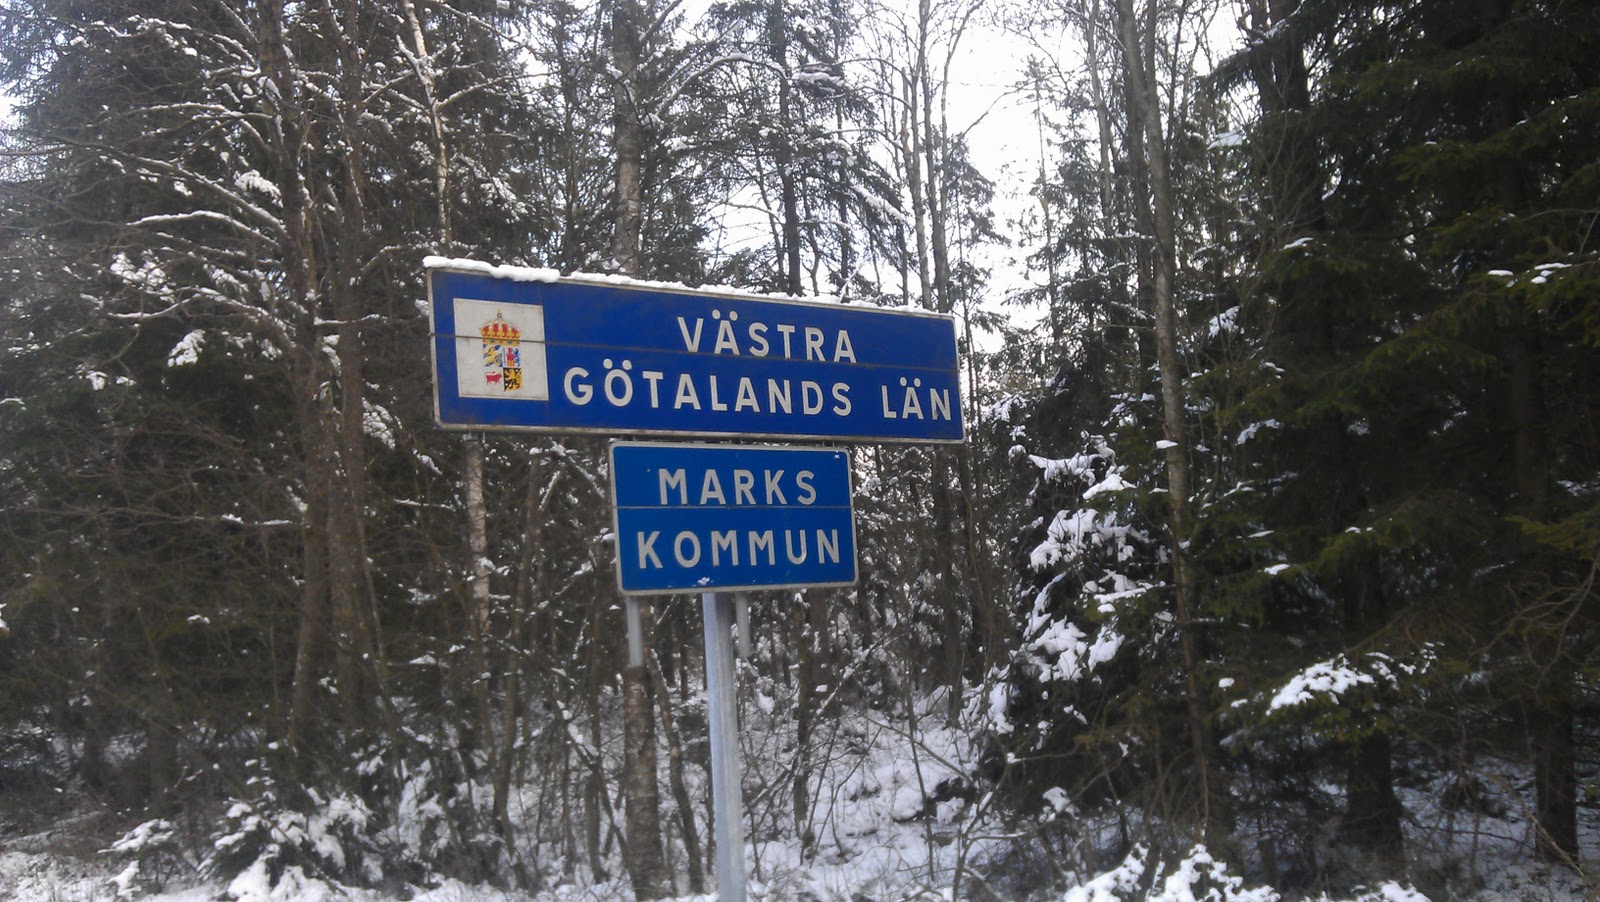 VÄSTRA
GÖTALANDS LÄN
MARKS
KOMMUN